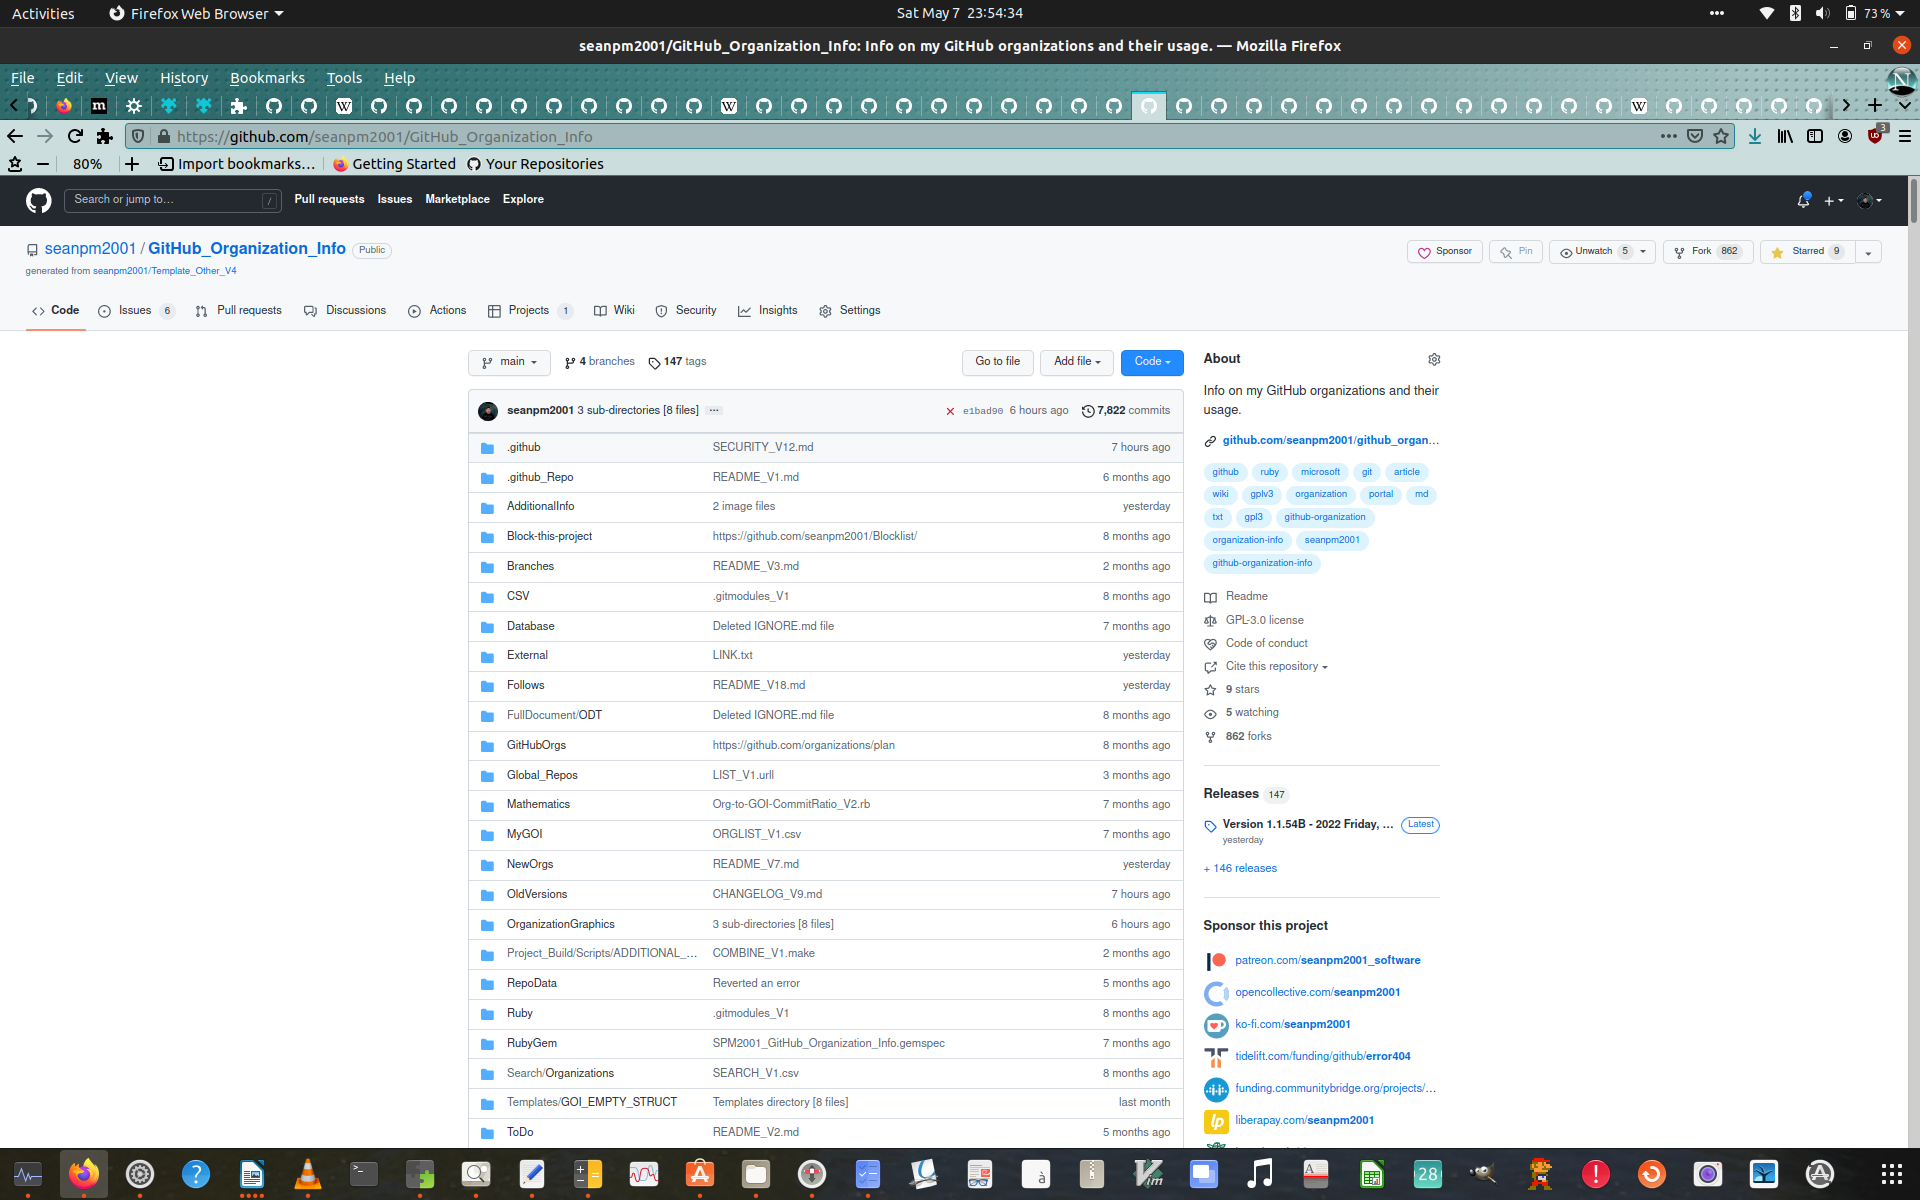 Activities
Firefox Web Browser
Sat May 7 23:54:34
73 %
seanpm2001/GitHub_Organization_Info: Info on my GitHub organizations and their usage. — Mozilla Firefox
File Edit View History Bookmarks Tools Help
https://github.com/seanpm2001/GitHub_Organization_Info
3
80% Import bookmarks… Getting Started Your Repositories
Search or jump to… /
Pull requests Issues Marketplace Explore
seanpm2001 / GitHub_Organization_Info Public
generated from seanpm2001/Template_Other_V4
Sponsor Pin Unwatch 5 Fork 862 Starred 9
Code Issues 6 Pull requests Discussions Actions Projects 1 Wiki Security Insights Settings
main 4 branches 147 tags
Go to file Add file Code
seanpm2001 3 sub-directories [8 files] … e1bad90 6 hours ago 7,822 commits
.github SECURITY_V12.md 7 hours ago
.github_Repo README_V1.md 6 months ago
AdditionalInfo 2 image files yesterday
Block-this-project https://github.com/seanpm2001/Blocklist/ 8 months ago
Branches README_V3.md 2 months ago
CSV .gitmodules_V1 8 months ago
Database Deleted IGNORE.md file 7 months ago
External LINK.txt yesterday
Follows README_V18.md yesterday
FullDocument/ODT Deleted IGNORE.md file 8 months ago
GitHubOrgs https://github.com/organizations/plan 8 months ago
Global_Repos LIST_V1.urll 3 months ago
Mathematics Org-to-GOI-CommitRatio_V2.rb 7 months ago
MyGOI ORGLIST_V1.csv 7 months ago
NewOrgs README_V7.md yesterday
OldVersions CHANGELOG_V9.md 7 hours ago
OrganizationGraphics 3 sub-directories [8 files] 6 hours ago
Project_Build/Scripts/ADDITIONAL_… COMBINE_V1.make 2 months ago
RepoData Reverted an error 5 months ago
Ruby .gitmodules_V1 8 months ago
RubyGem SPM2001_GitHub_Organization_Info.gemspec 7 months ago
Search/Organizations SEARCH_V1.csv 8 months ago
Templates/GOI_EMPTY_STRUCT Templates directory [8 files] last month
ToDo README_V2.md 5 months ago
About
Info on my GitHub organizations and their
usage.
github.com/seanpm2001/github_organ…
github ruby microsoft git article
wiki gplv3 organization portal md
txt gpl3 github-organization
organization-info seanpm2001
github-organization-info
Readme
GPL-3.0 license
Code of conduct
Cite this repository
9 stars
5 watching
862 forks
Releases 147
Version 1.1.54B - 2022 Friday, … Latest
yesterday
+ 146 releases
Sponsor this project
patreon.com/seanpm2001_software
opencollective.com/seanpm2001
ko-fi.com/seanpm2001
tidelift.com/funding/github/error404
funding.communitybridge.org/projects/…
liberapay.com/seanpm2001
28